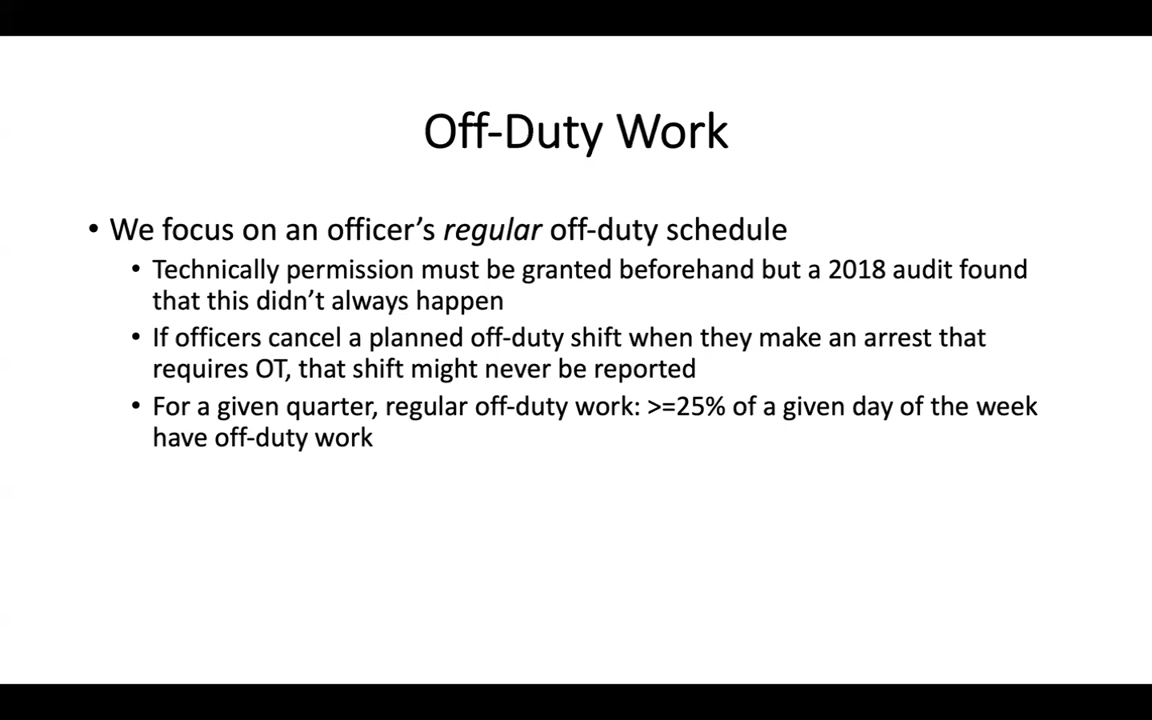 Off-Duty Work
• We focus on an officer’s regular off-duty schedule
• Technically permission must be granted beforehand but a 2018 audit found
that this didn’t always happen
• If officers cancel a planned off-duty shift when they make an arrest that
requires OT, that shift might never be reported
• For a given quarter, regular off-duty work: >=25% of a given day of the week
have off-duty work